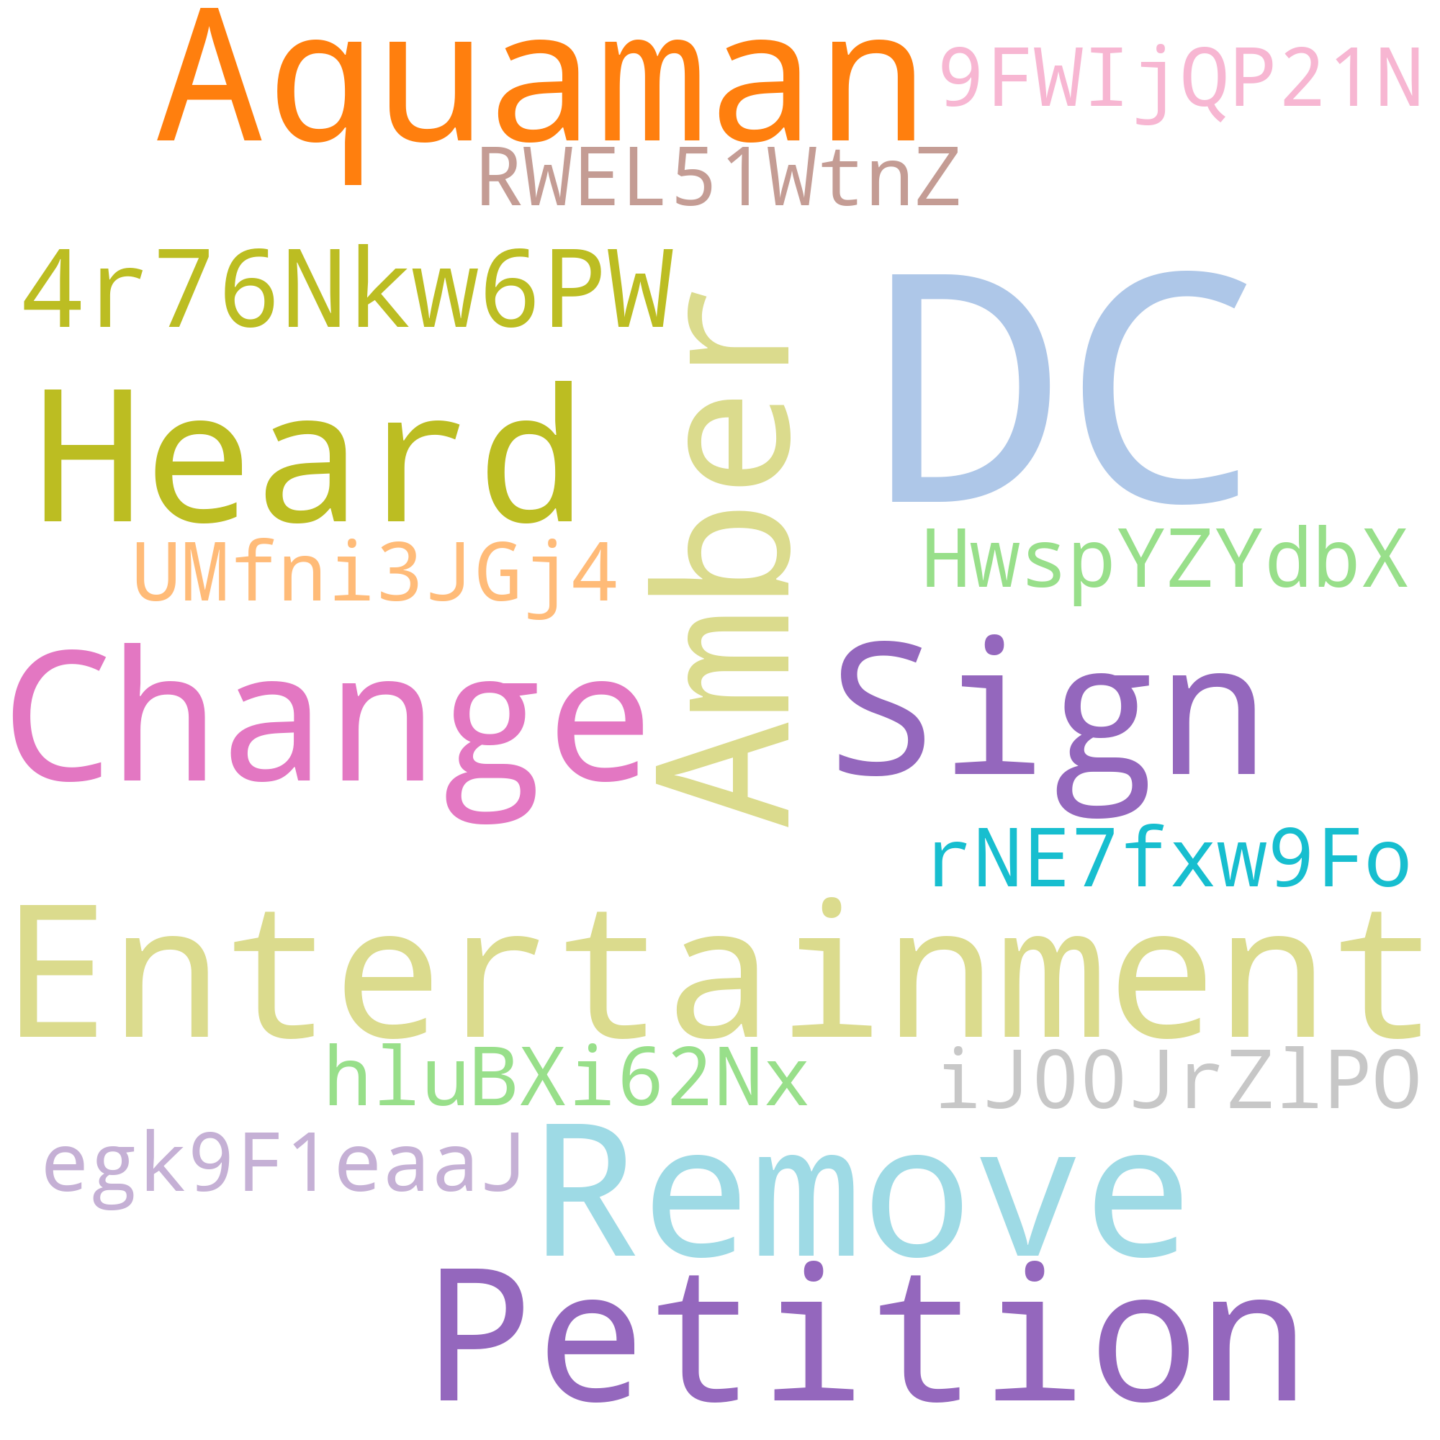 Aquaman
9FWIjQP21N
RWEL51WtnZ
4r76Nkw6PW
DC
Amber
Heard
UMfni3JGj4
HwspYZYdbX
Change
Sign
rNE7fxw9Fo
Entertainment
hluBXi62Nx
iJ0OJrZlPO
egk9F1eaaJ
Remove
Petition